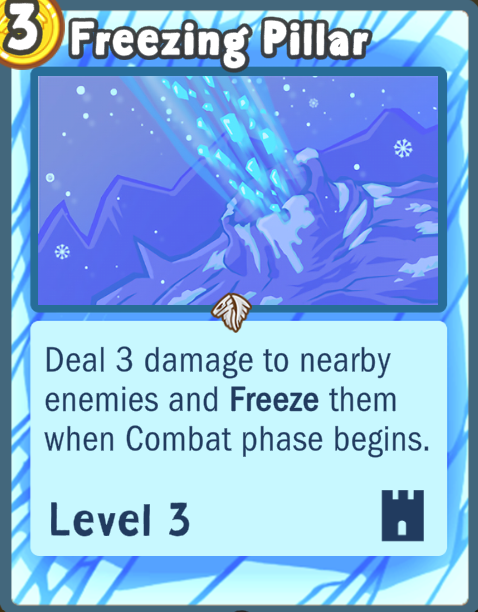 3
Freezing Pillar
Deal 3 damage to nearby
enemies and Freeze them
when Combat phase begins.
Level 3